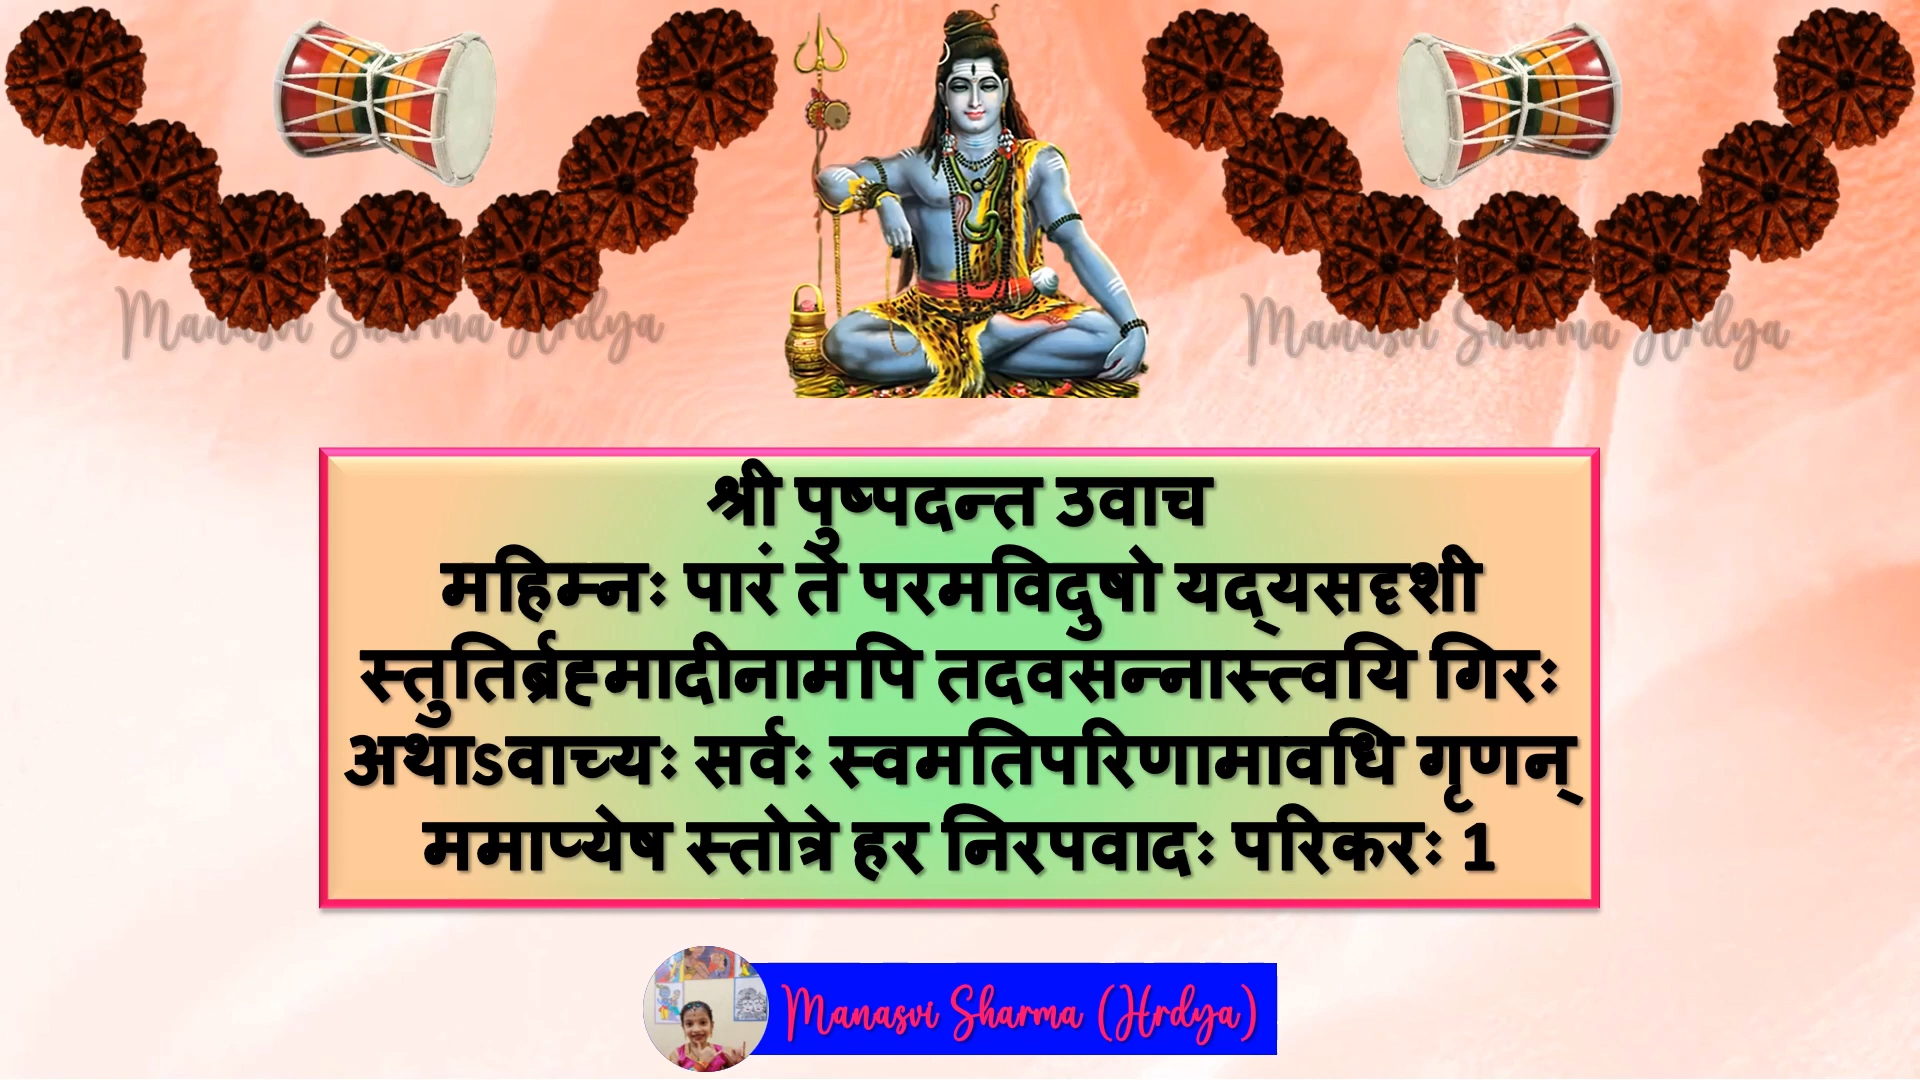 Manasvi Sharma Hrdya
Manasvi Sharma Hrdya
श्री पुष्पदन्त उवाच
महिम्नः पारं ते परमविदुषो यद्‌यसदृशी
स्तुतिर्ब्रह्मादीनामपि तदवसन्नास्त्वयि गिरः
अथाऽवाच्यः सर्वः स्वमतिपरिणामावधि गृणन्
ममाप्येष स्तोत्रे हर निरपवादः परिकरः 1
Manasvi Sharma (Hrdya)